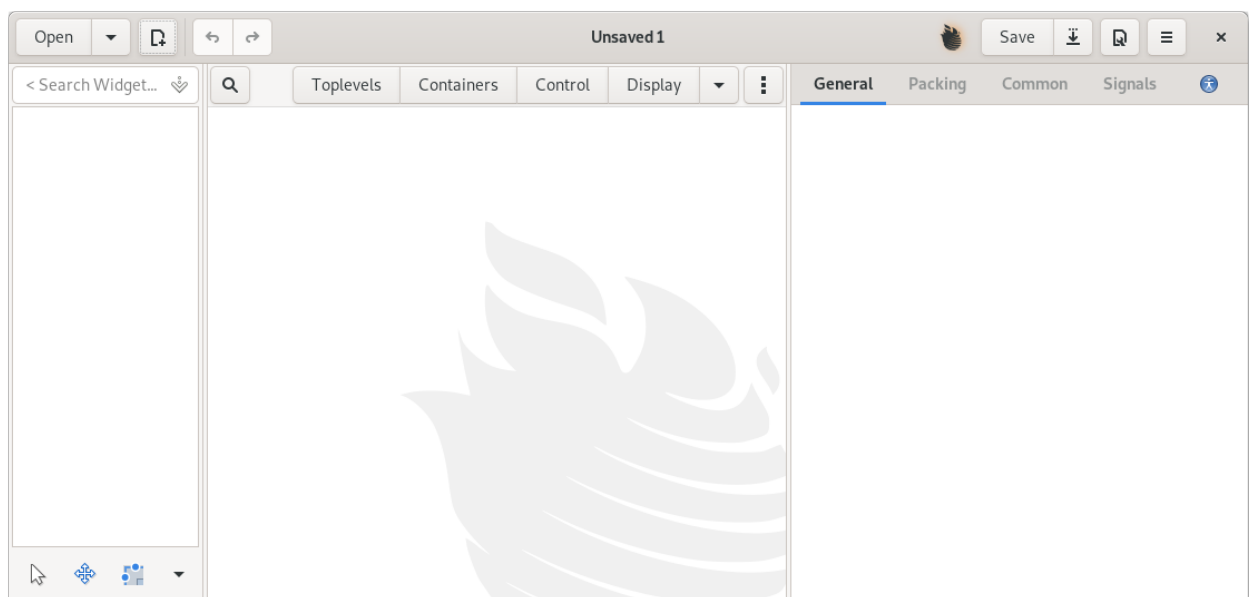 Open Unsaved 1 Save
< Search Widget... Toplevels Containers Control Display General Packing Common Signals